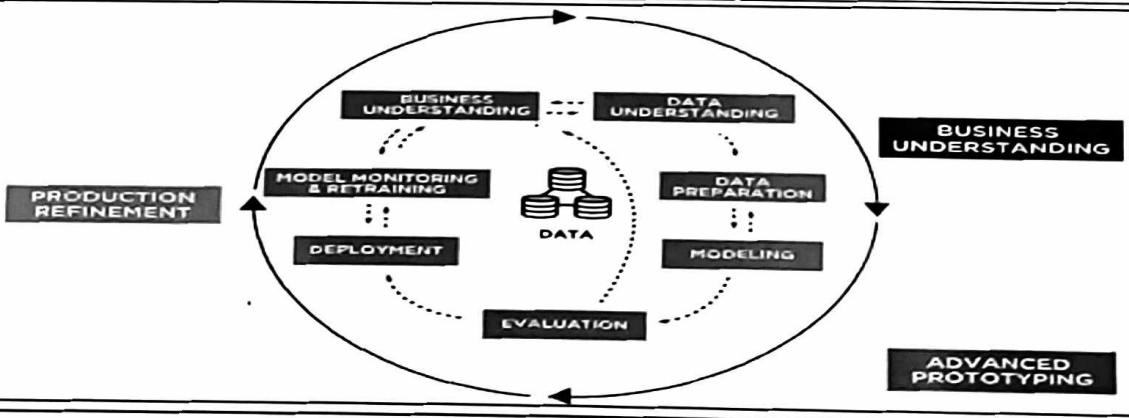 BUSINESS
UNDERSTANDING
DATA
UNDERSTANDING
BUSINESS
UNDERSTANDING
MODEL MONITORING
& RETRAINING
DATA
PREPARATION
PRODUCTION
REFINEMENT
DATA
DEPLOYMENT
MODELING
EVALUATION
ADVANCED
PROTOTYPING